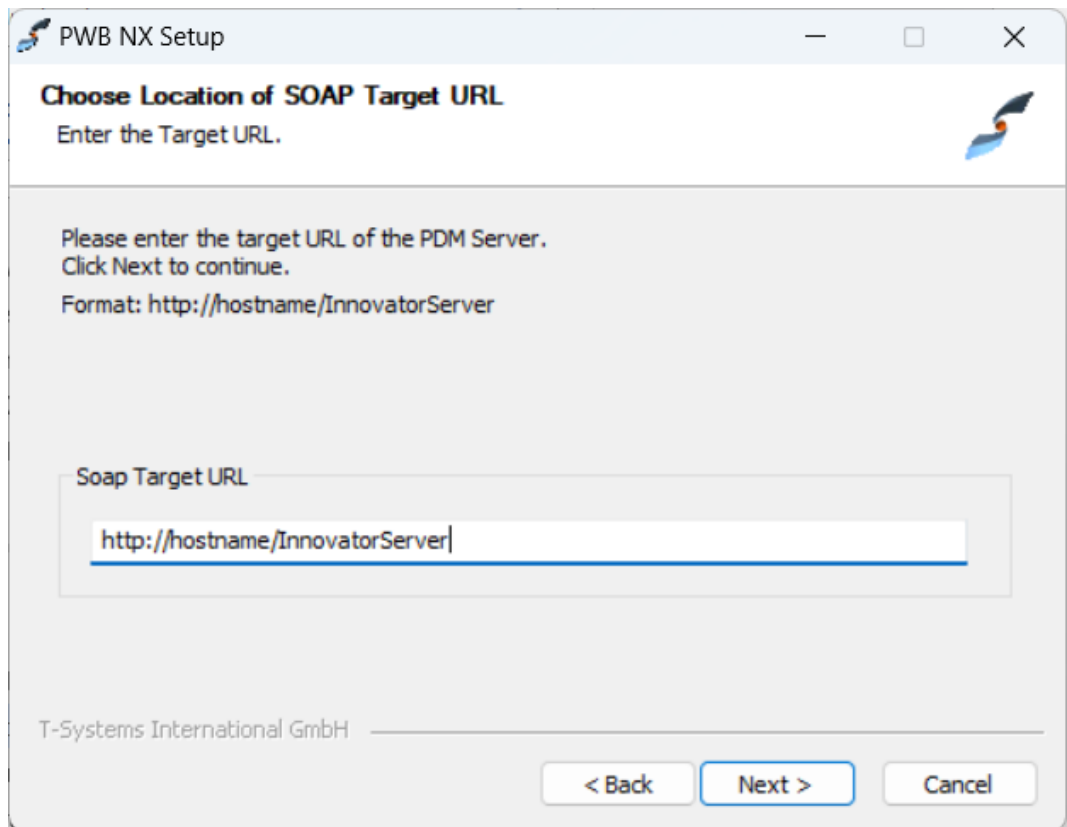 PWB NX Setup
Choose Location of SOAP Target URL
Enter the Target URL.
Please enter the target URL of the PDM Server.
Click Next to continue.
Format: http://hostname/InnovatorServer
Soap Target URL
http://hostname/InnovatorServer
T-Systems International GmbH
< Back
Next >
Cancel